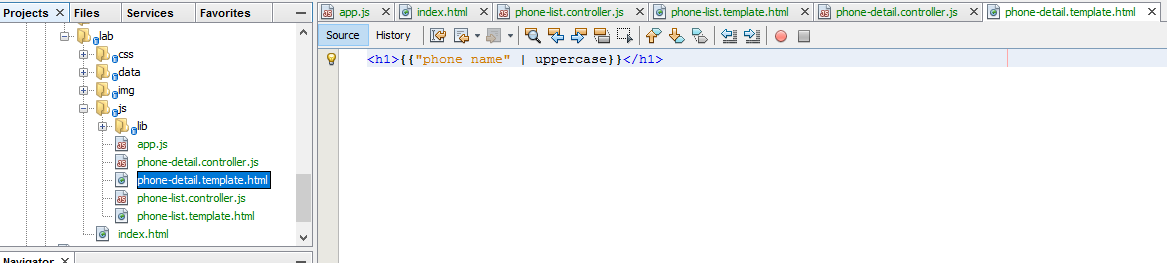 Projects Files Services Favorites
lab
css
data
img
js
lib
app.js
phone-detail.controller.js
phone-detail.template.html
phone-list.controller.js
phone-list.template.html
index.html
Navigator
app.js index.html phone-list.controller.js phone-list.template.html phone-detail.controller.js phone-detail.template.html
Source History
<h1>{{"phone name" | uppercase}}</h1>